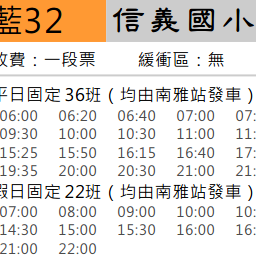 藍32 信義國小
收費：一段票 緩衝區：無
平日固定36班（均由南雅站發車）
06:00 06:20 06:40 07:00 07:
09:30 10:00 10:30 11:00 11:
15:25 15:50 16:15 16:40 17:
19:35 20:00 20:30 21:00 21:
假日固定22班（均由南雅站發車）
07:00 08:00 09:00 10:00 10:
14:30 15:00 15:30 16:00 16:
21:00 22:00